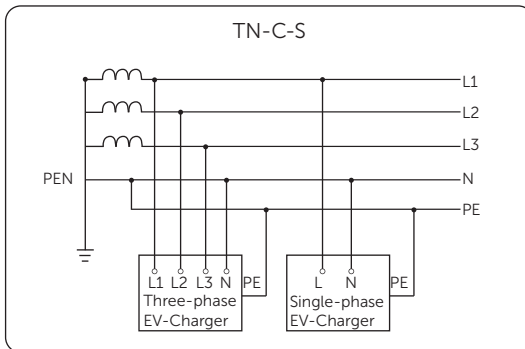 TN-C-S
L1
L2
L3
PEN
N
PE
L1 L2 L3 N PE
Three-phase
EV-Charger
L N PE
Single-phase
EV-Charger